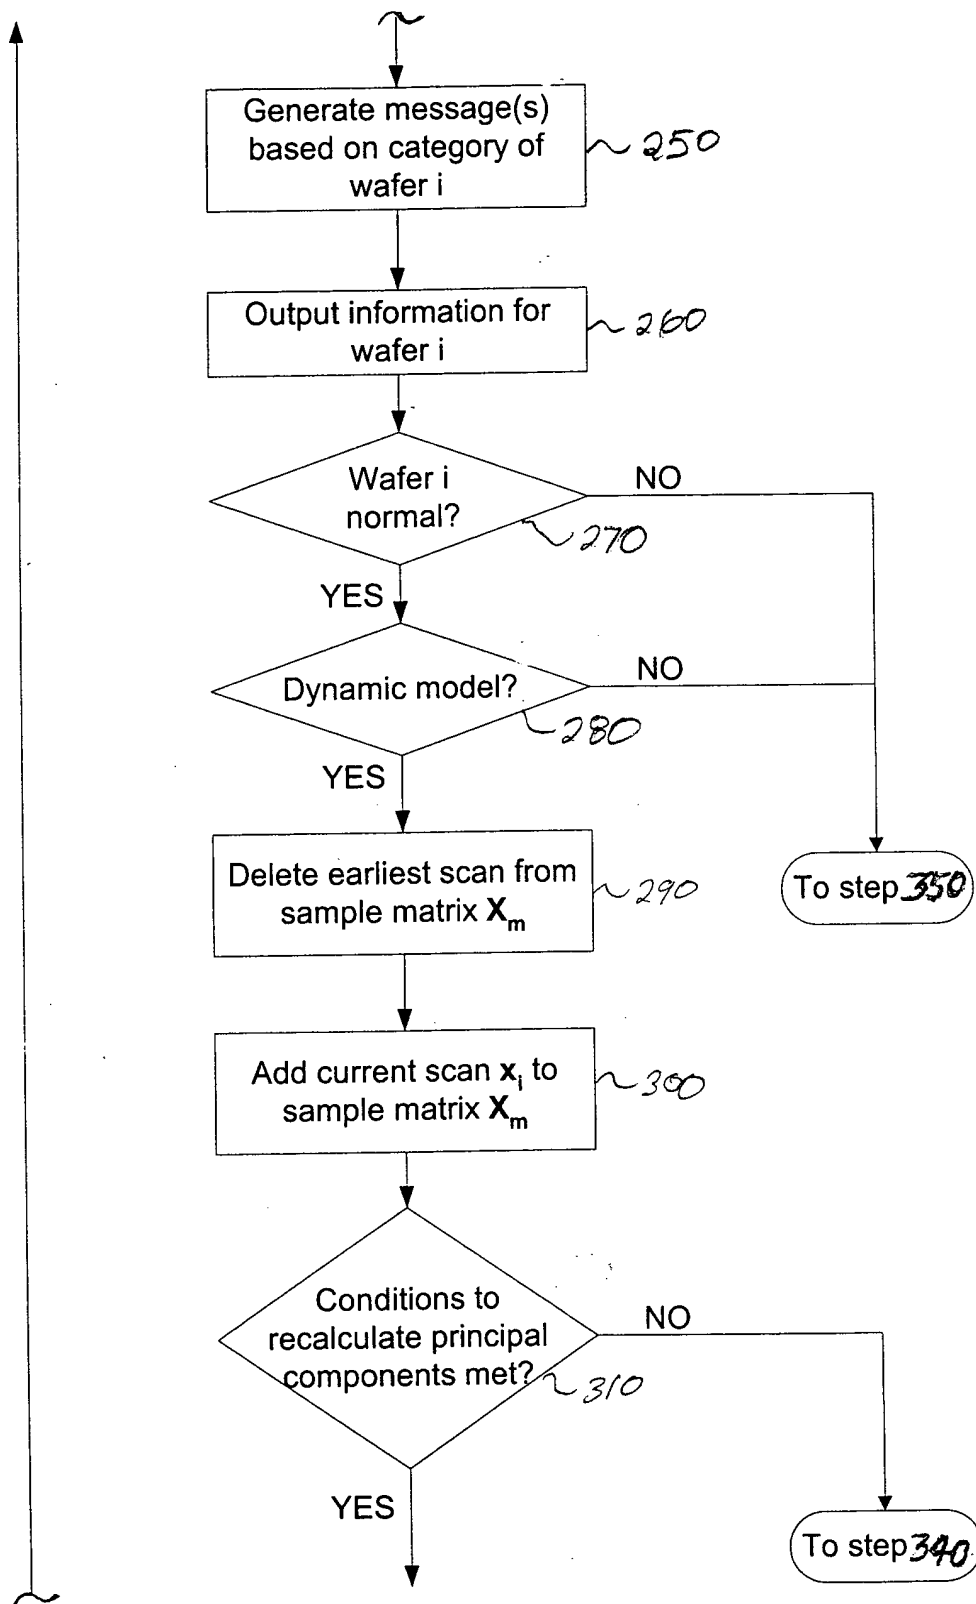 Generate message(s)
based on category of
wafer i
250
Output information for
wafer i
260
Wafer i
normal?
NO
270
YES
Dynamic model?
NO
280
YES
Delete earliest scan from
sample matrix Xm
290
To step 350
Add current scan xi to
sample matrix Xm
300
Conditions to
recalculate principal
components met?
NO
310
YES
To step 340